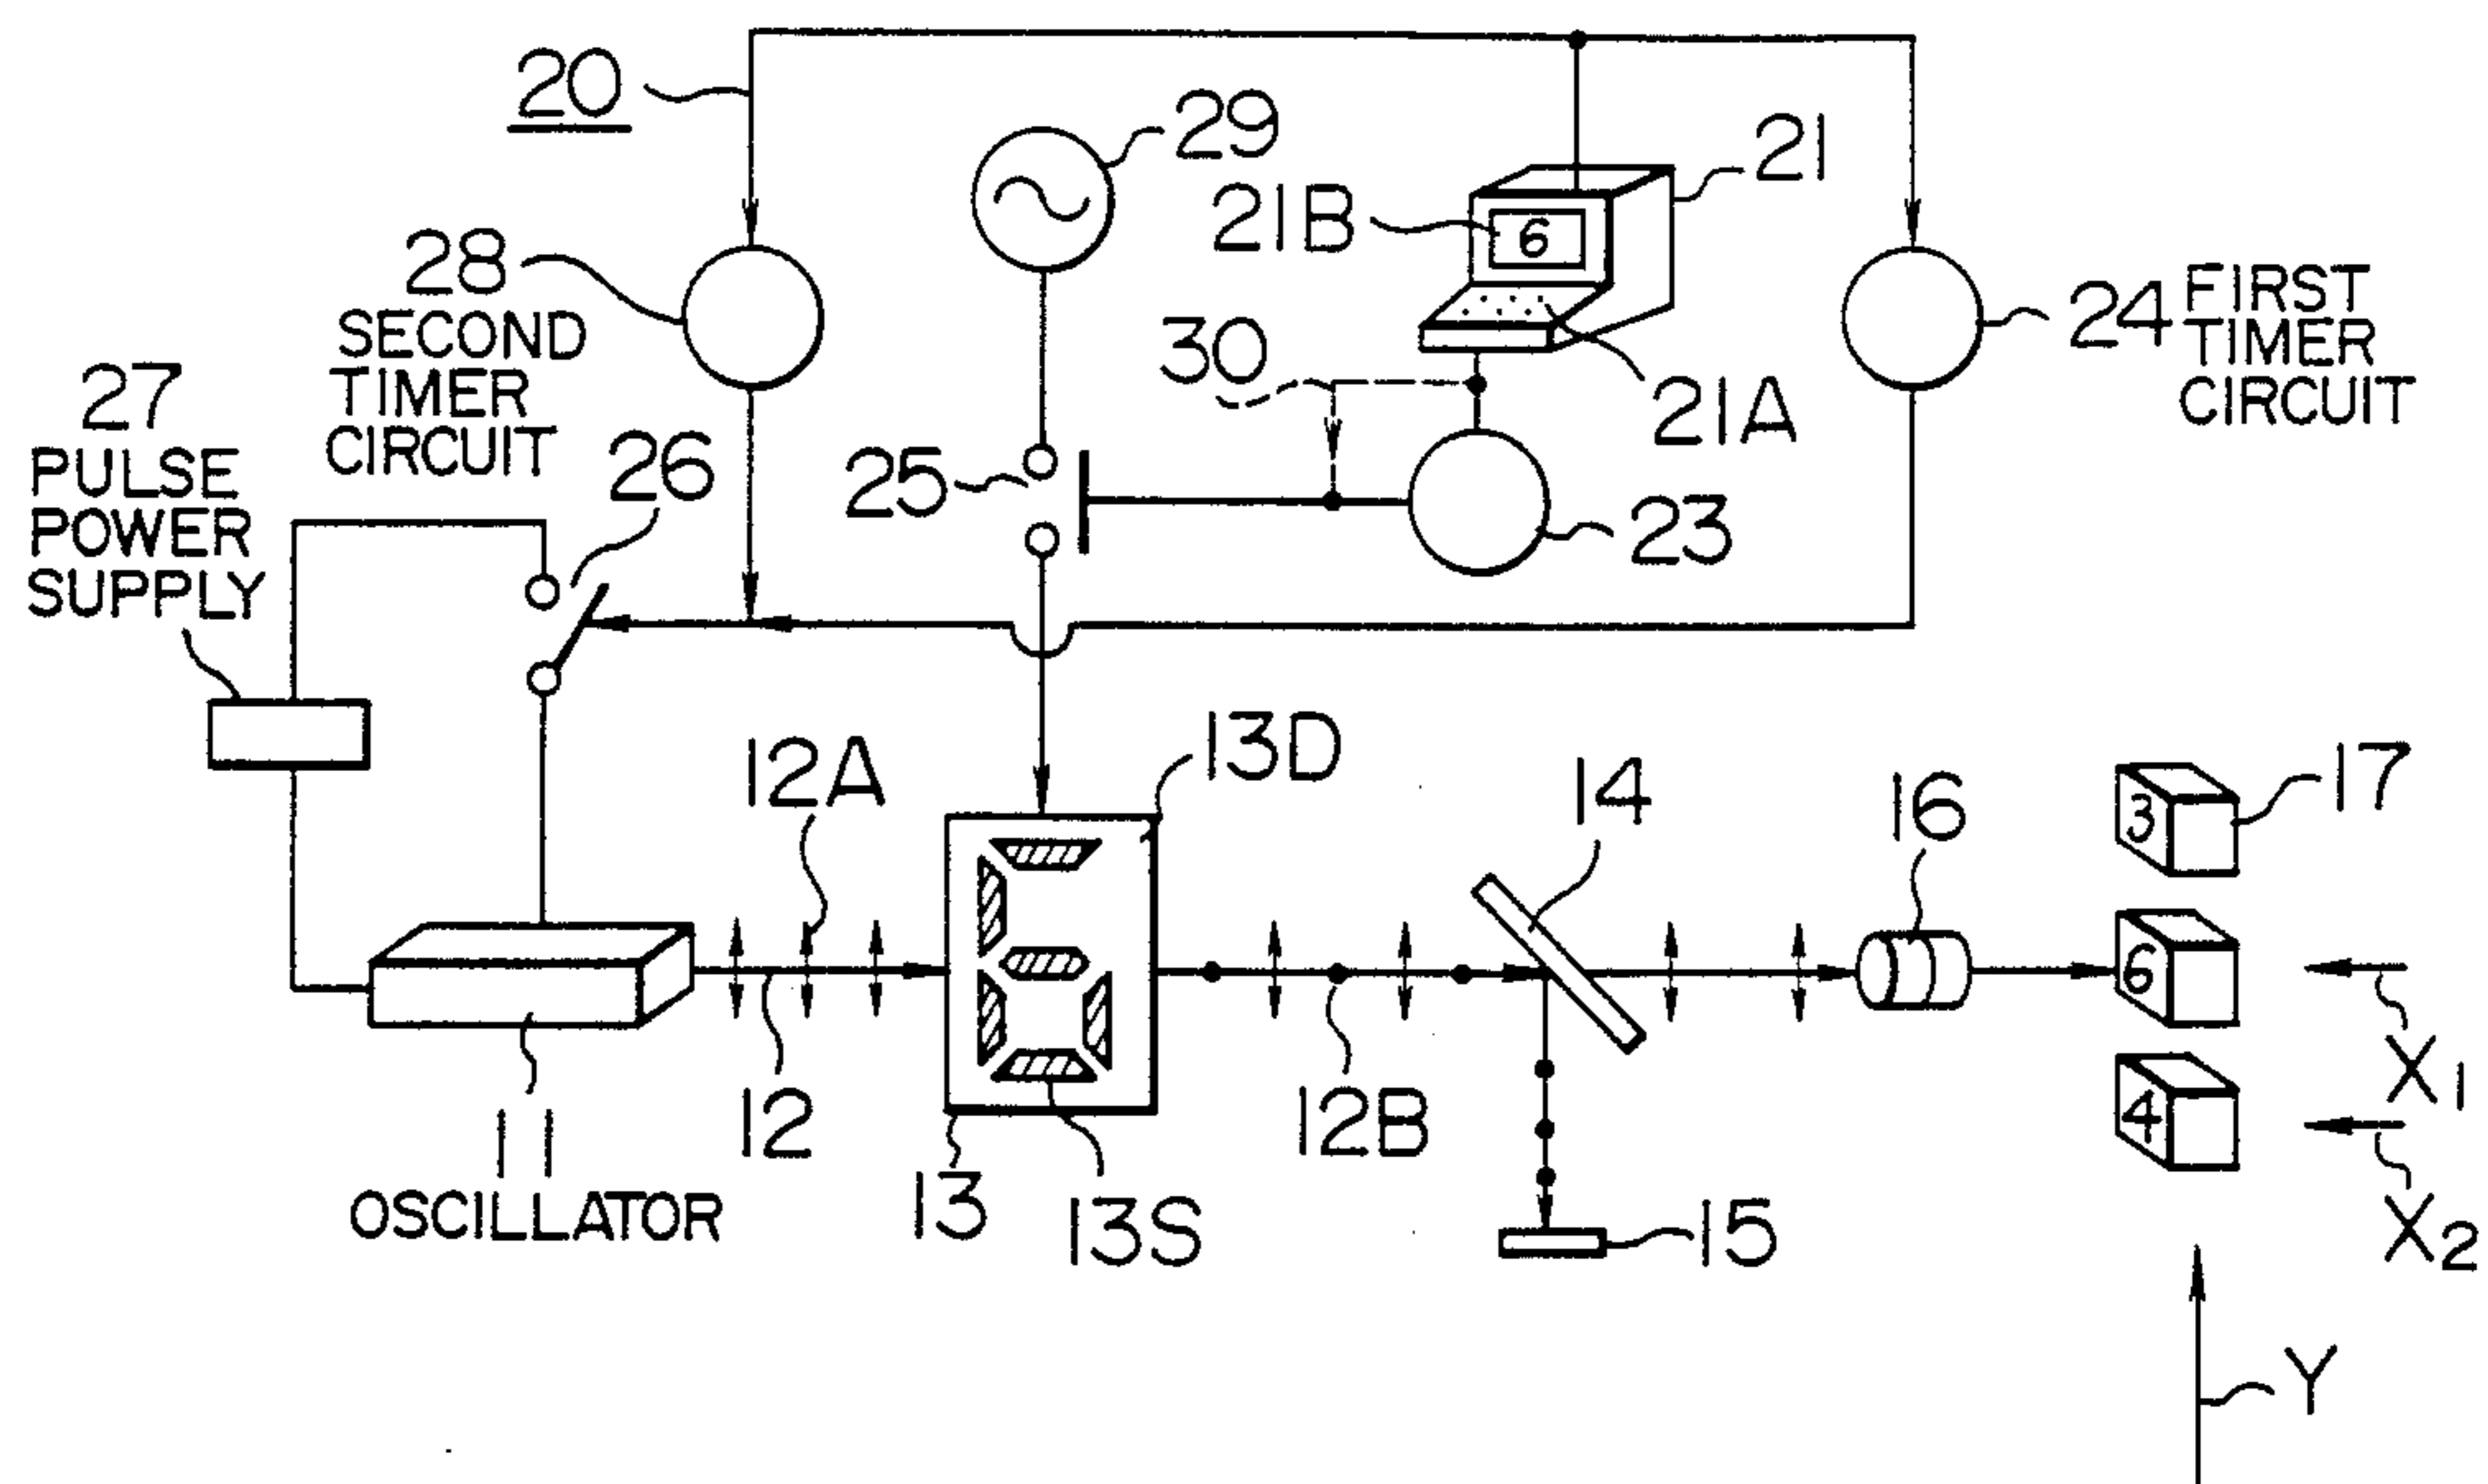 20
29
21
21B
6
28
SECOND
TIMER
CIRCUIT
24 FIRST
TIMER
CIRCUIT
30
21A
27
PULSE
POWER
SUPPLY
26
25
23
12A
13D
14
16
17
3
6
4
X1
X2
11
OSCILLATOR
12
13
13S
12B
15
Y